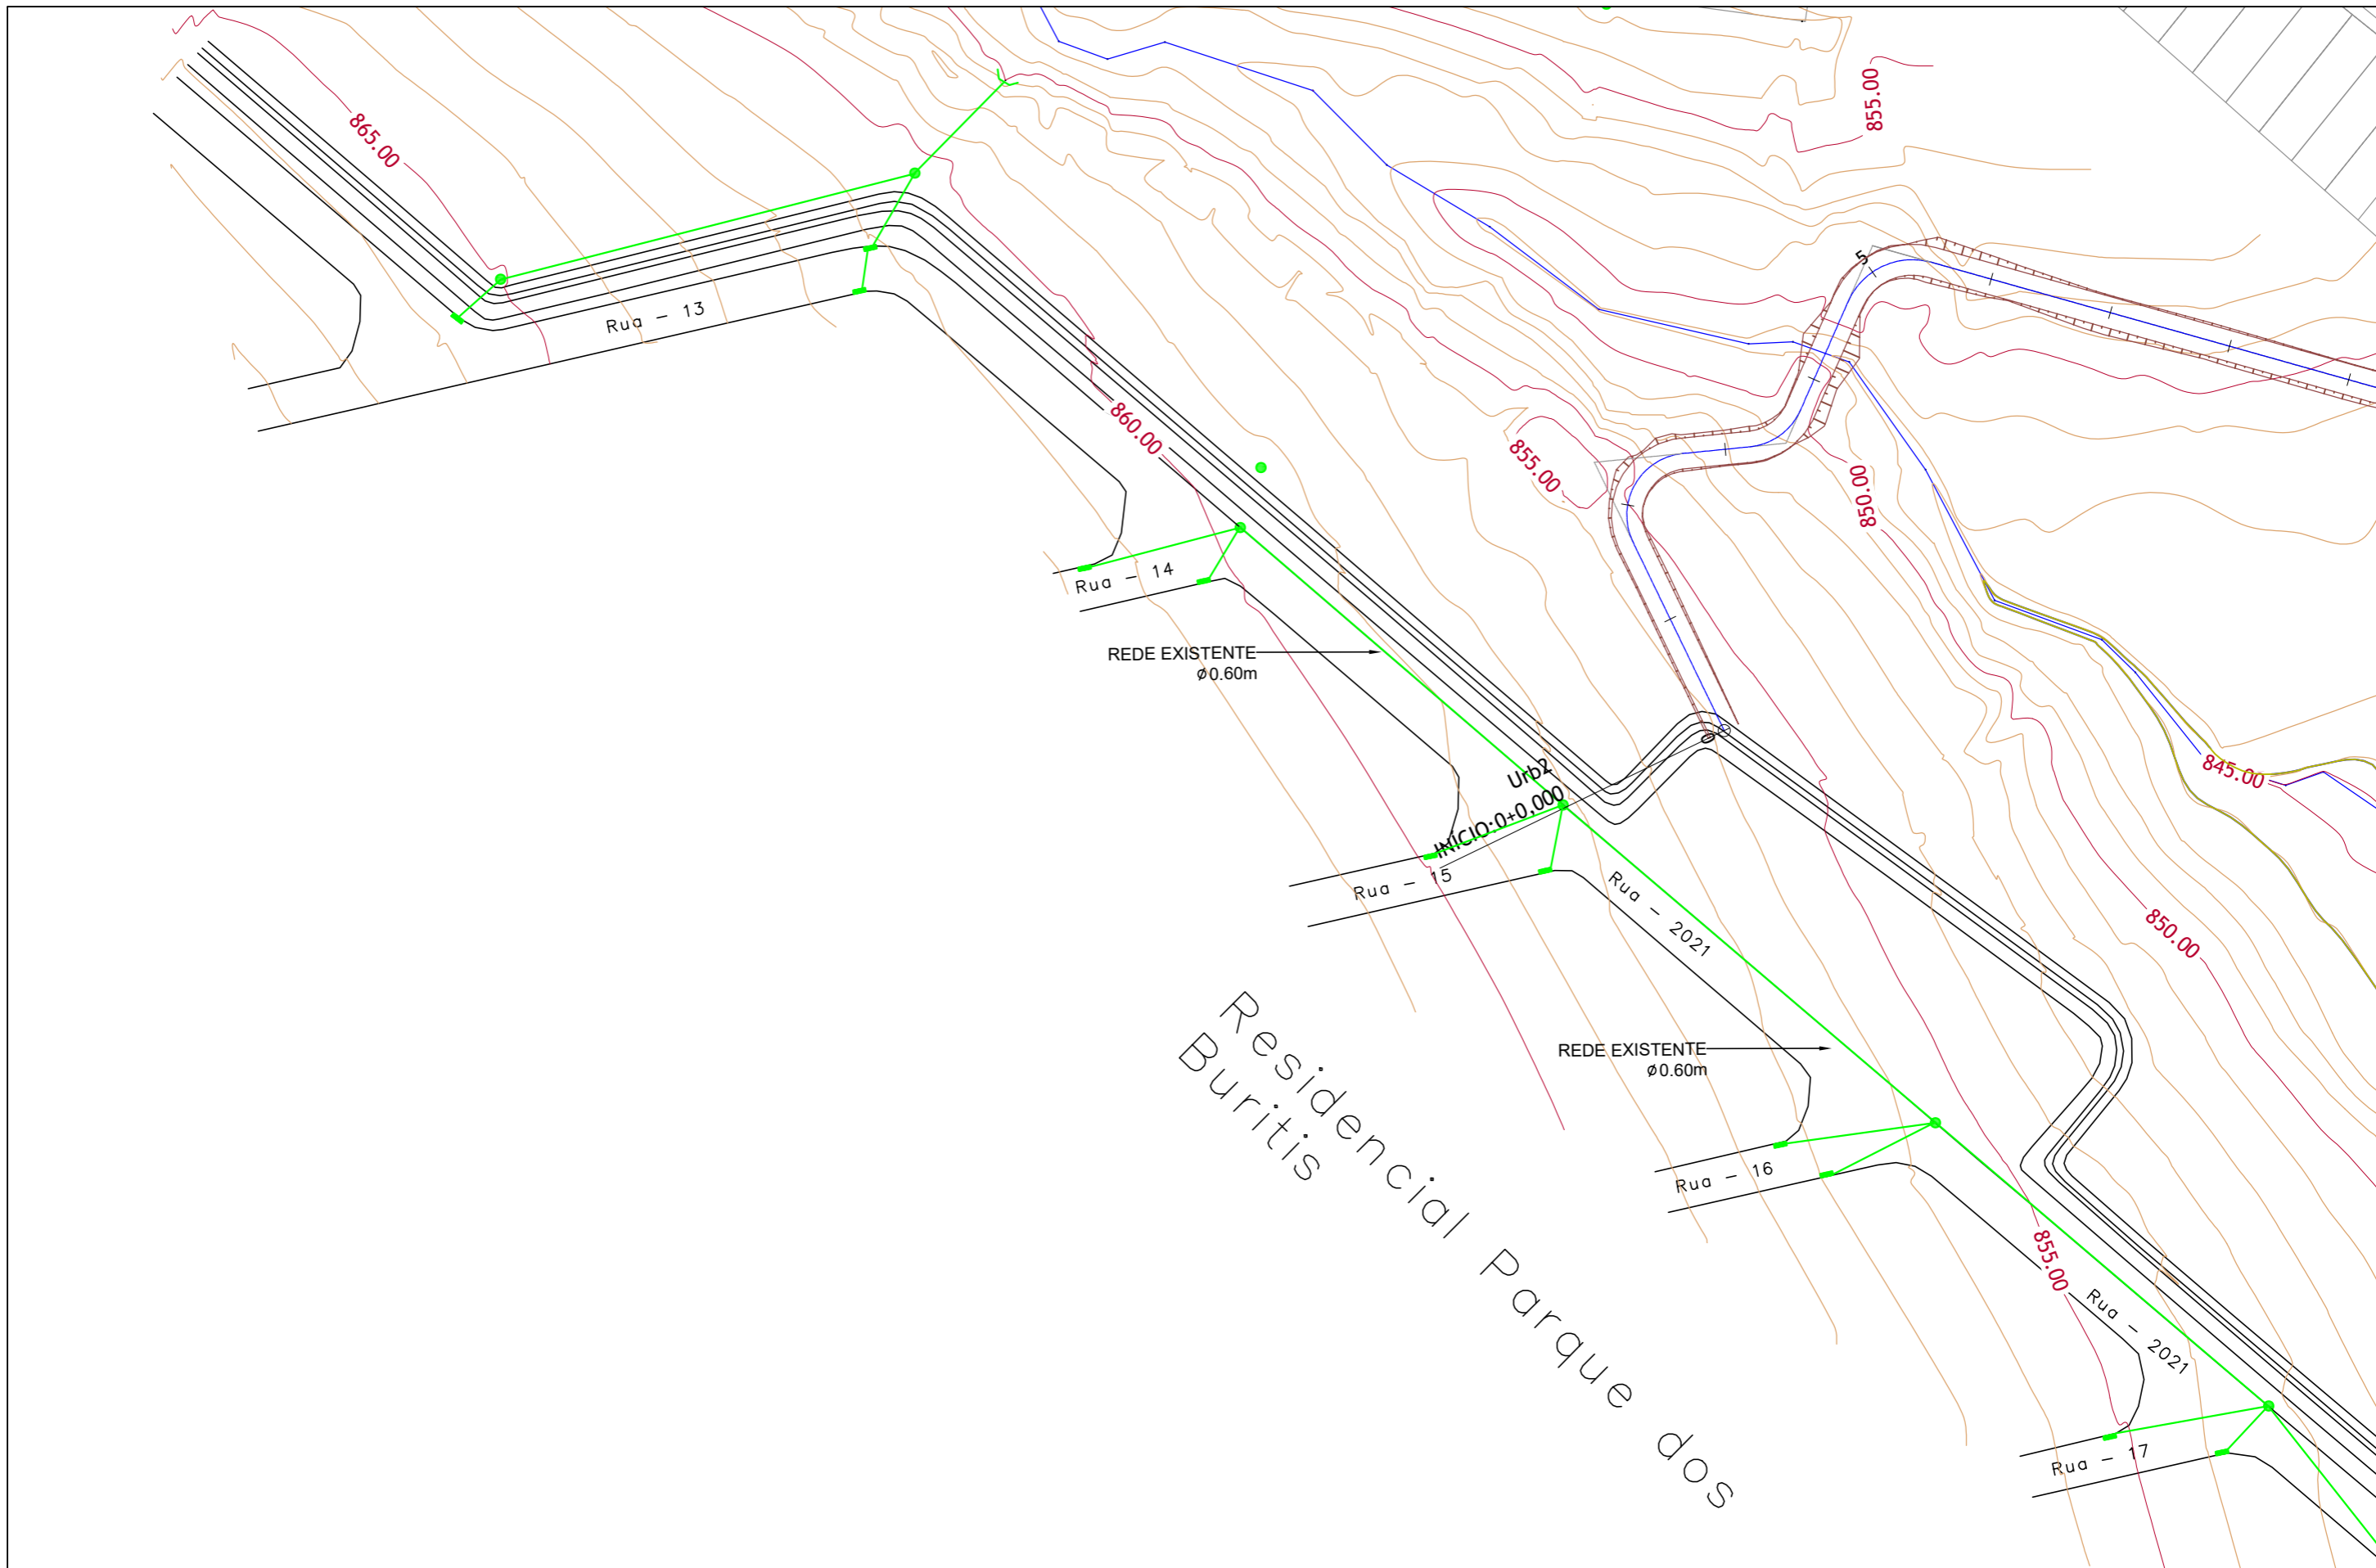 865.00
855.00
5
Rua - 13
860.00
855.00
850.00
Rua - 14
REDE EXISTENTE
ø0.60m
0
Urb2
INÍCIO:0+0,000
845.00
Rua - 15
Rua - 2021
850.00
Residencial Parque dos
Buritis
REDE EXISTENTE
ø0.60m
Rua - 16
855.00
Rua - 2021
Rua - 17